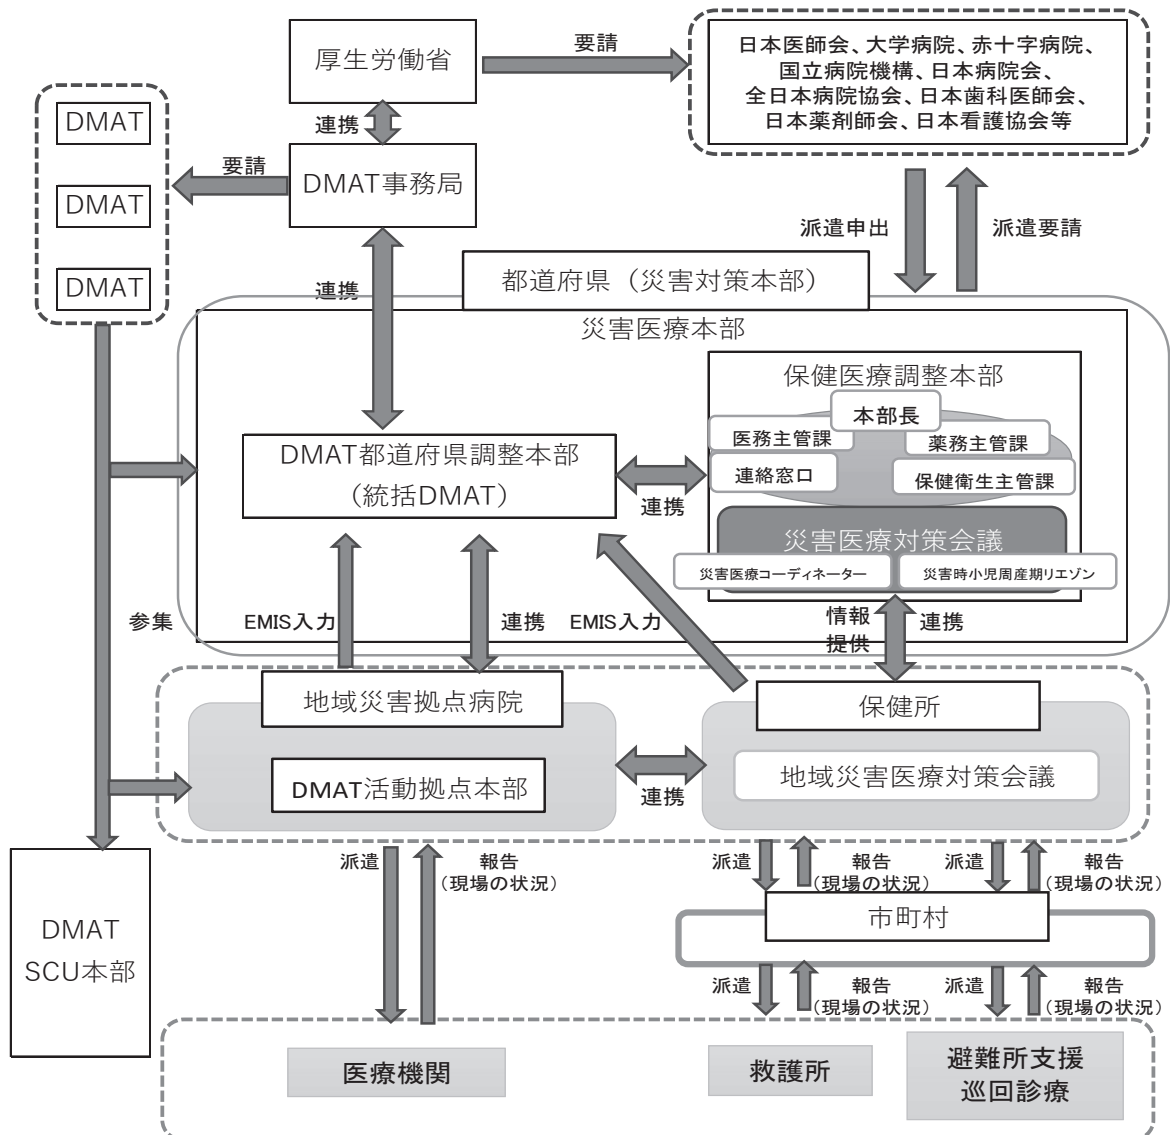 厚生労働省
要請
日本医師会、大学病院、赤十字病院、
国立病院機構、日本病院会、
全日本病院協会、日本歯科医師会、
日本薬剤師会、日本看護協会等
DMAT
DMAT
DMAT
連携
要請
DMAT事務局
派遣申出
派遣要請
連携
都道府県（災害対策本部）
災害医療本部
保健医療調整本部
本部長
医務主管課
薬務主管課
連絡窓口
保健衛生主管課
DMAT都道府県調整本部
（統括DMAT）
連携
災害医療対策会議
災害医療コーディネーター
災害時小児周産期リエゾン
参集
EMIS入力
連携
EMIS入力
情報
提供
連携
地域災害拠点病院
保健所
DMAT活動拠点本部
連携
地域災害医療対策会議
派遣
報告
（現場の状況）
派遣
報告
（現場の状況）
派遣
報告
（現場の状況）
市町村
DMAT
SCU本部
派遣
報告
（現場の状況）
派遣
報告
（現場の状況）
医療機関
救護所
避難所支援
巡回診療